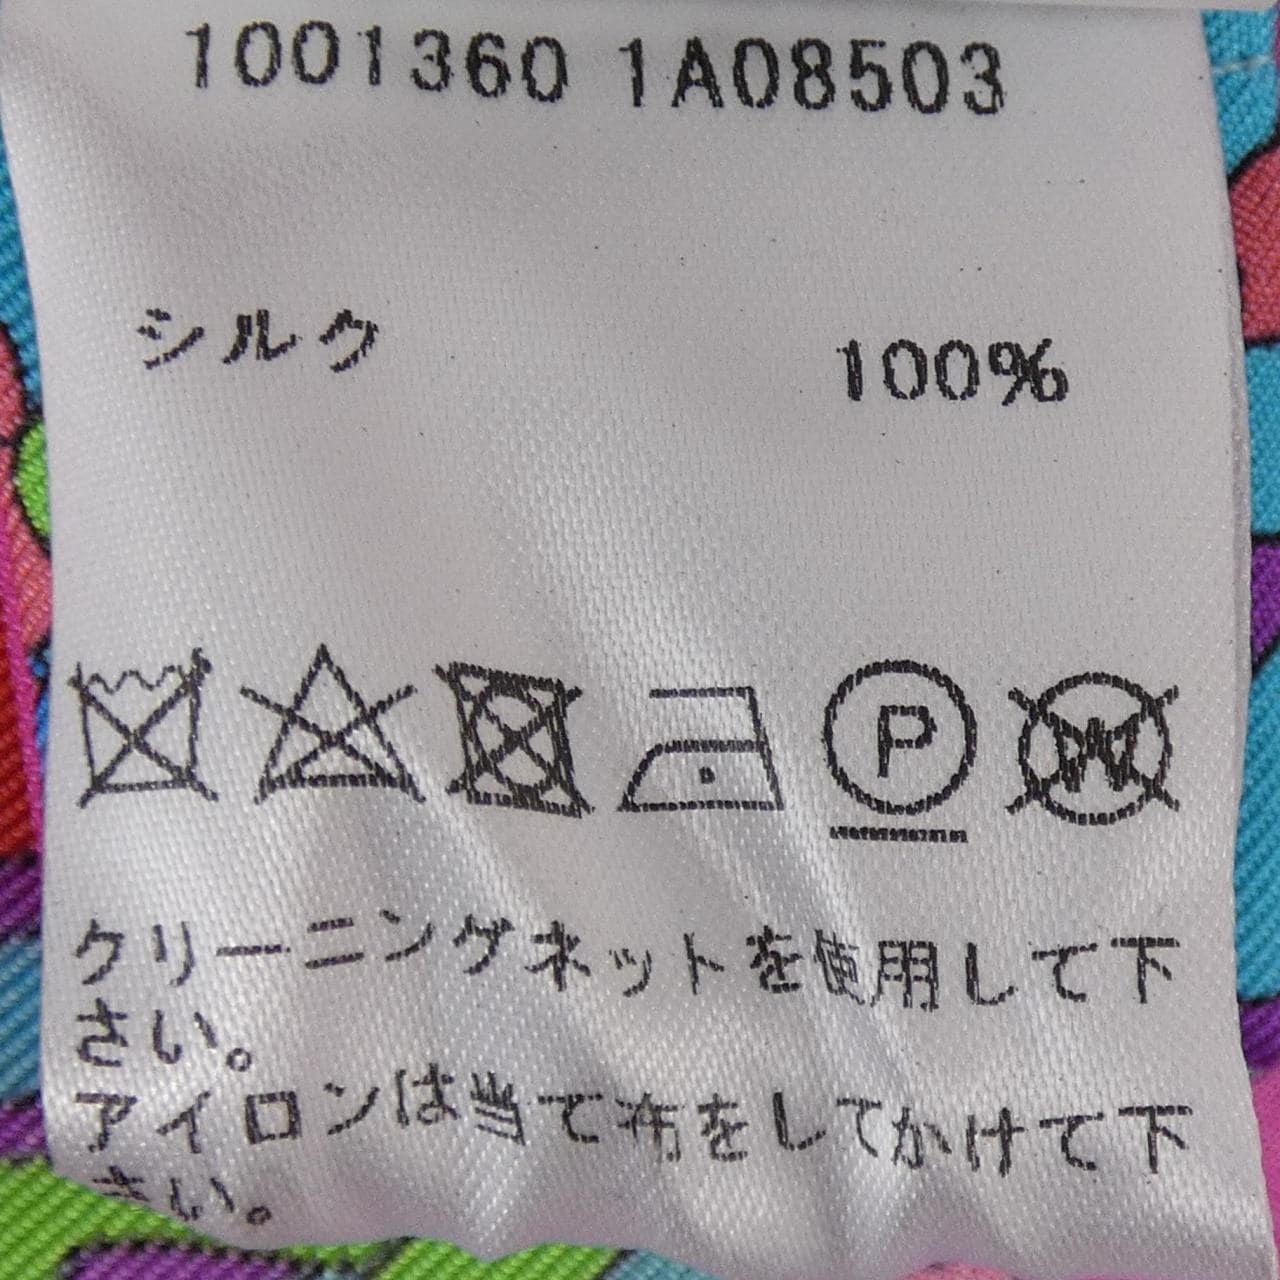 1001360 1A08503
シルク 100%
P W
クリーニングネットを使用して下
さい。
アイロンは当て布をしてかけて下
さい。